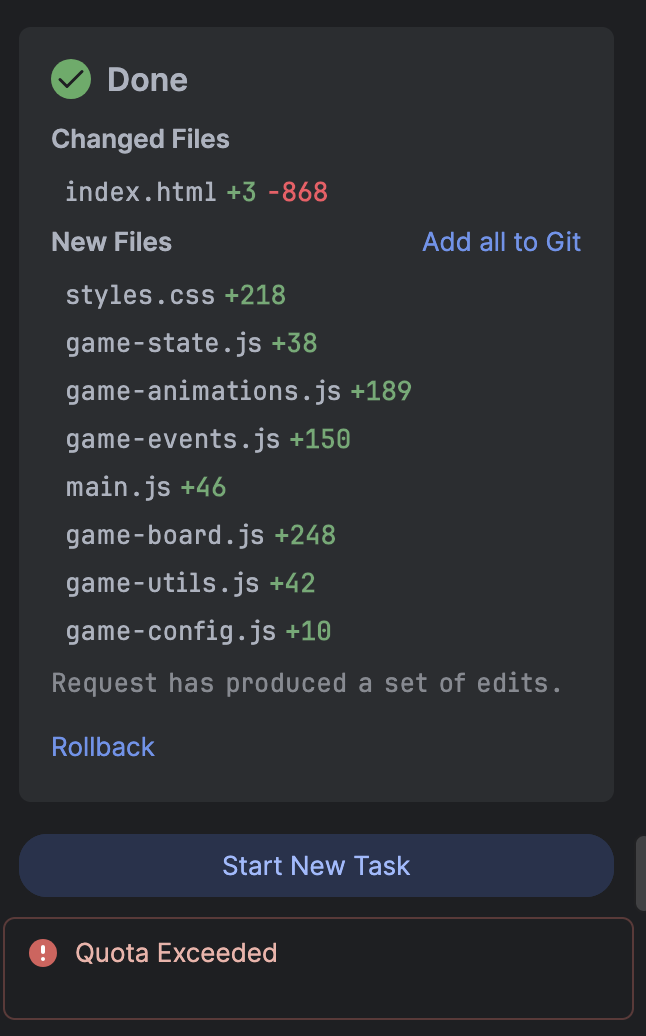 Done
Changed Files
index.html +3 -868
New Files Add all to Git
styles.css +218
game-state.js +38
game-animations.js +189
game-events.js +150
main.js +46
game-board.js +248
game-utils.js +42
game-config.js +10
Request has produced a set of edits.
Rollback
Start New Task
Quota Exceeded